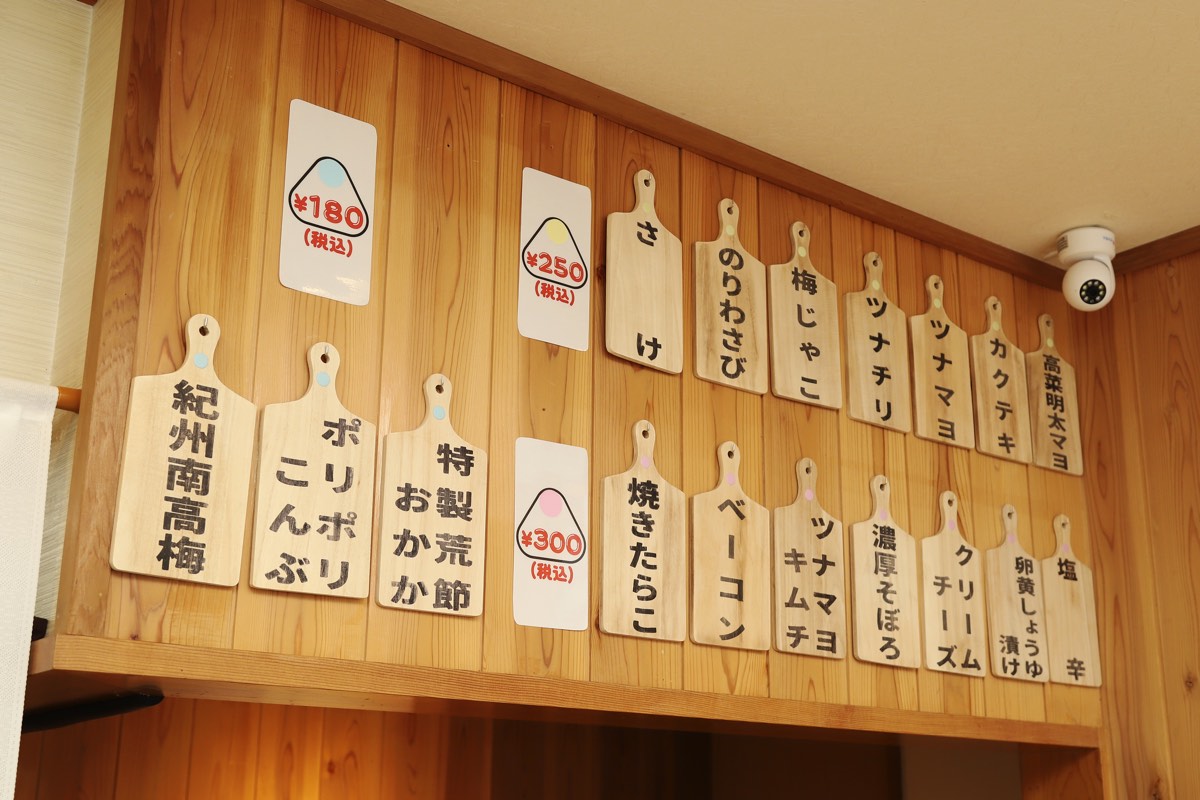 ¥180
(税込)
紀州南高梅
ポリポリ
こんぶ
特製荒節
おかか
¥250
(税込)
さけ
のりわさび
梅じゃこ
ツナチリ
ツナマヨ
カクテキ
高菜明太マヨ
¥300
(税込)
焼きたらこ
ベーコン
ツナマヨ
キムチ
濃厚そぼろ
クリーム
チーズ
卵黄しょうゆ
漬け
塩辛